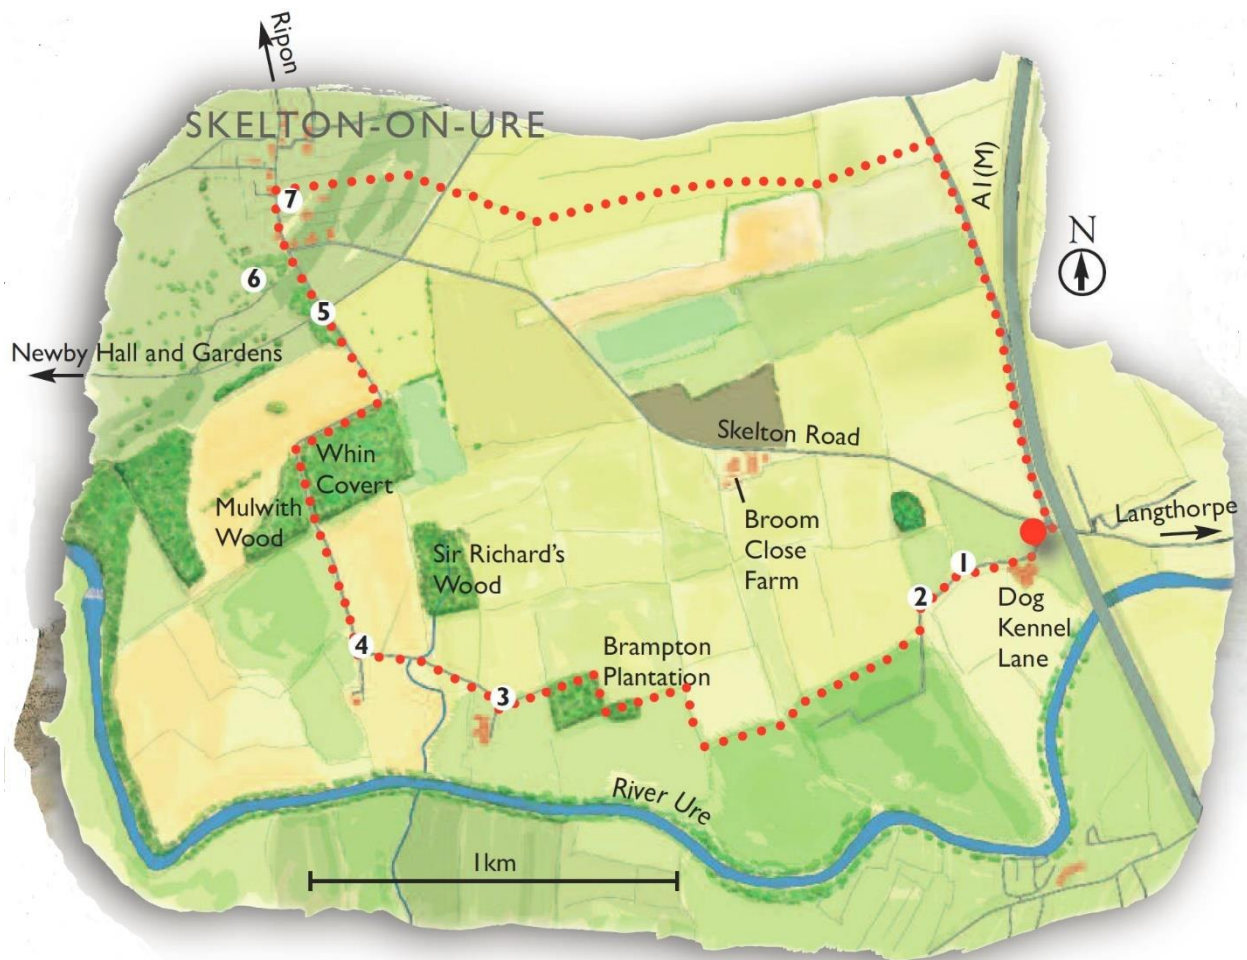 Ripon
SKELTON-ON-URE
A1(M)
7
N
6
5
Newby Hall and Gardens
Skelton Road
Whin
Covert
Mulwith
Wood
Broom
Close
Farm
Langthorpe
Sir Richard's
Wood
1
2
Dog
Kennel
Lane
4
Brampton
Plantation
3
River Ure
1km